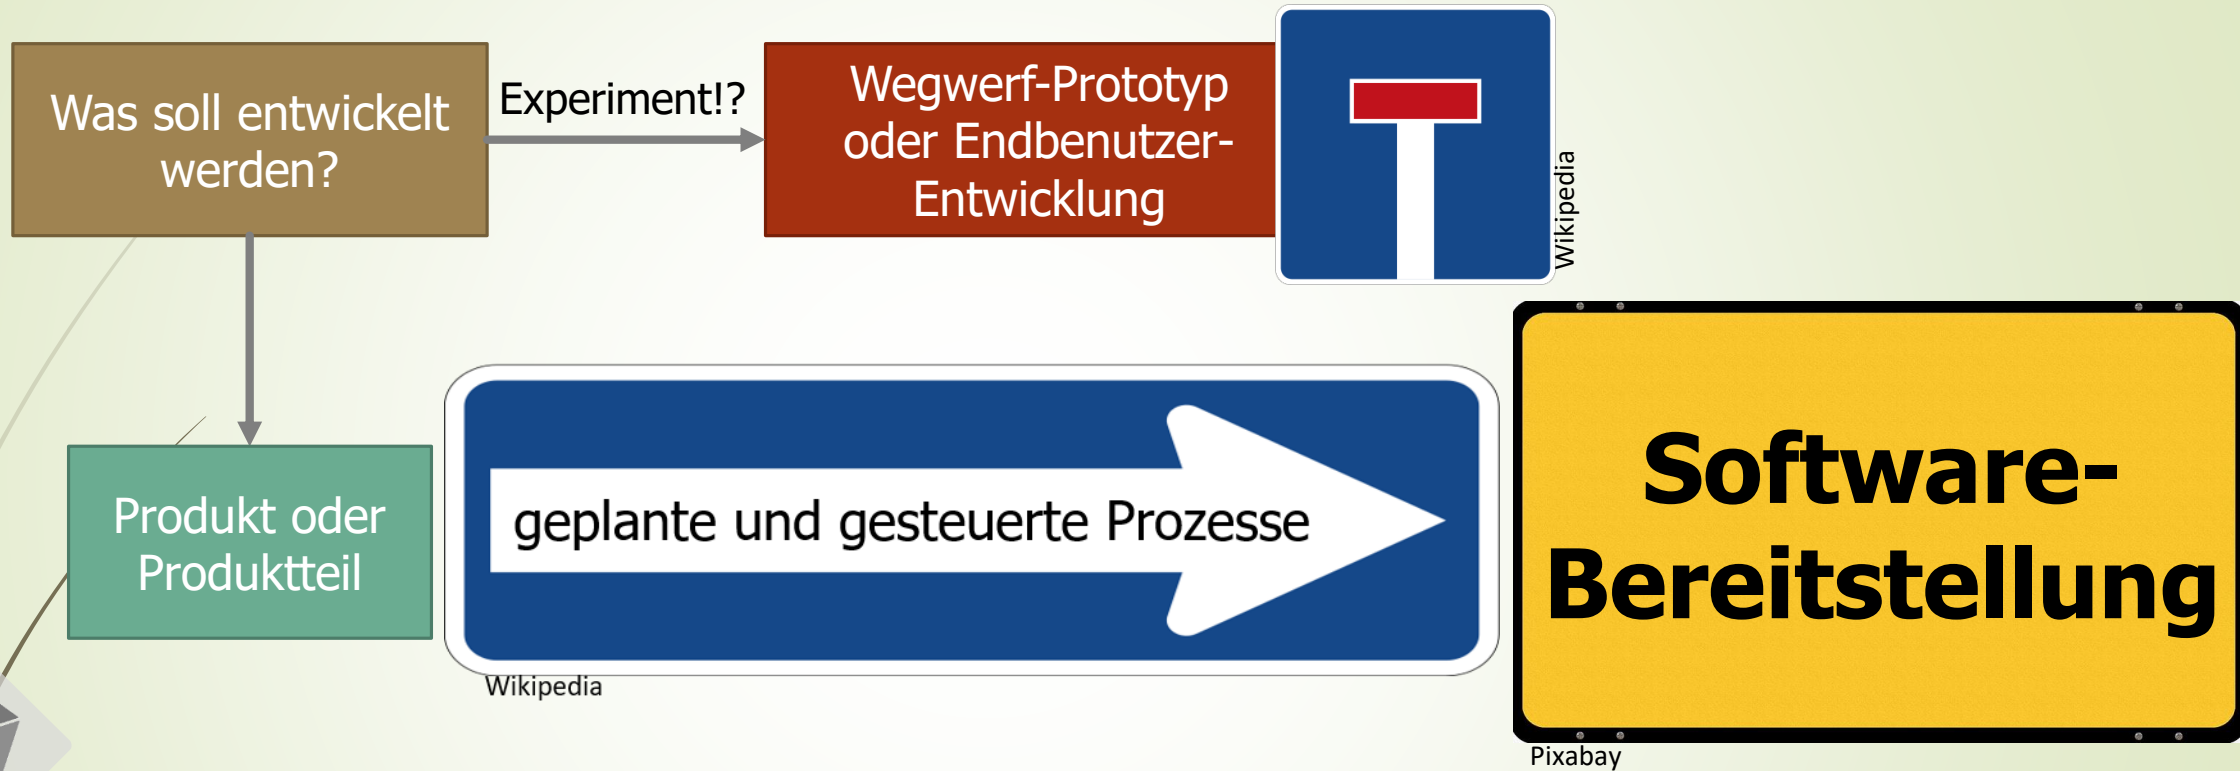 Was soll entwickelt
werden?
Experiment!?
Wegwerf-Prototyp
oder Endbenutzer-
Entwicklung
Wikipedia
Produkt oder
Produktteil
geplante und gesteuerte Prozesse
Wikipedia
Software-
Bereitstellung
Pixabay